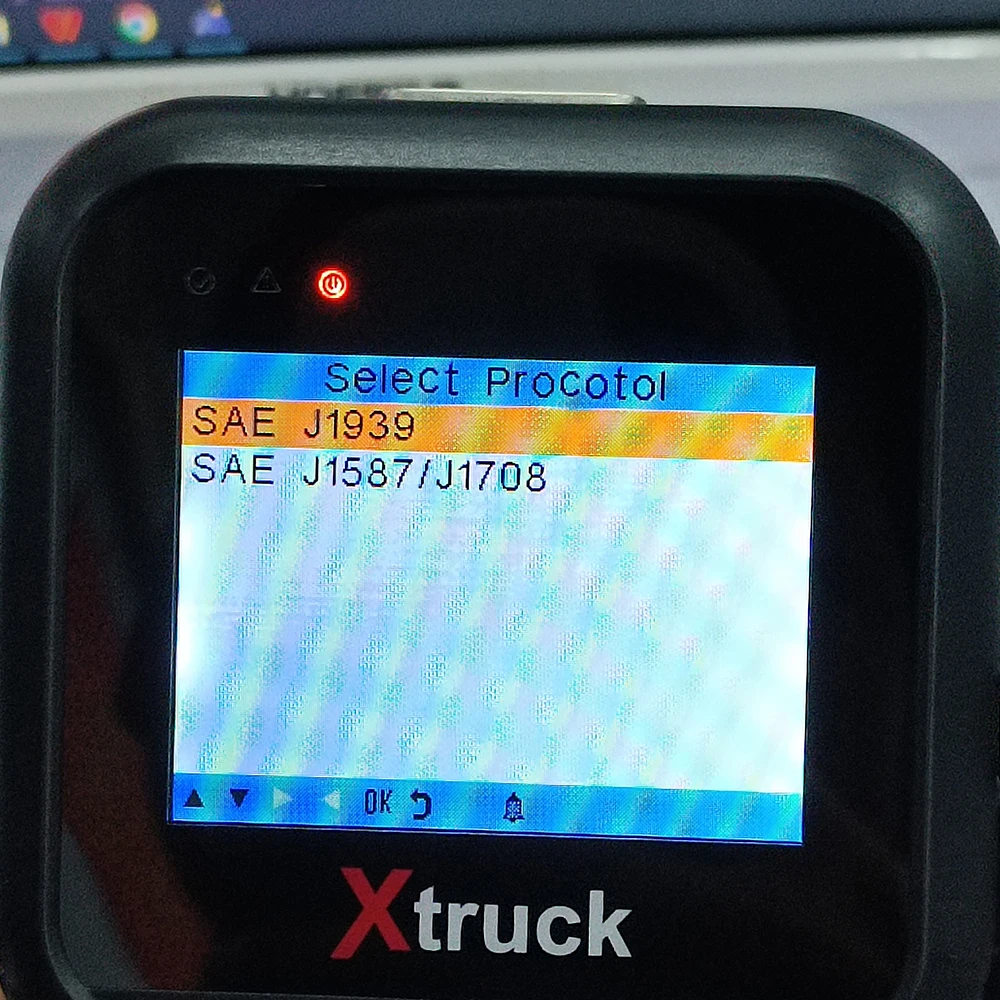 Select Procotol
SAE J1939
SAE J1587/J1708
OK
Xtruck